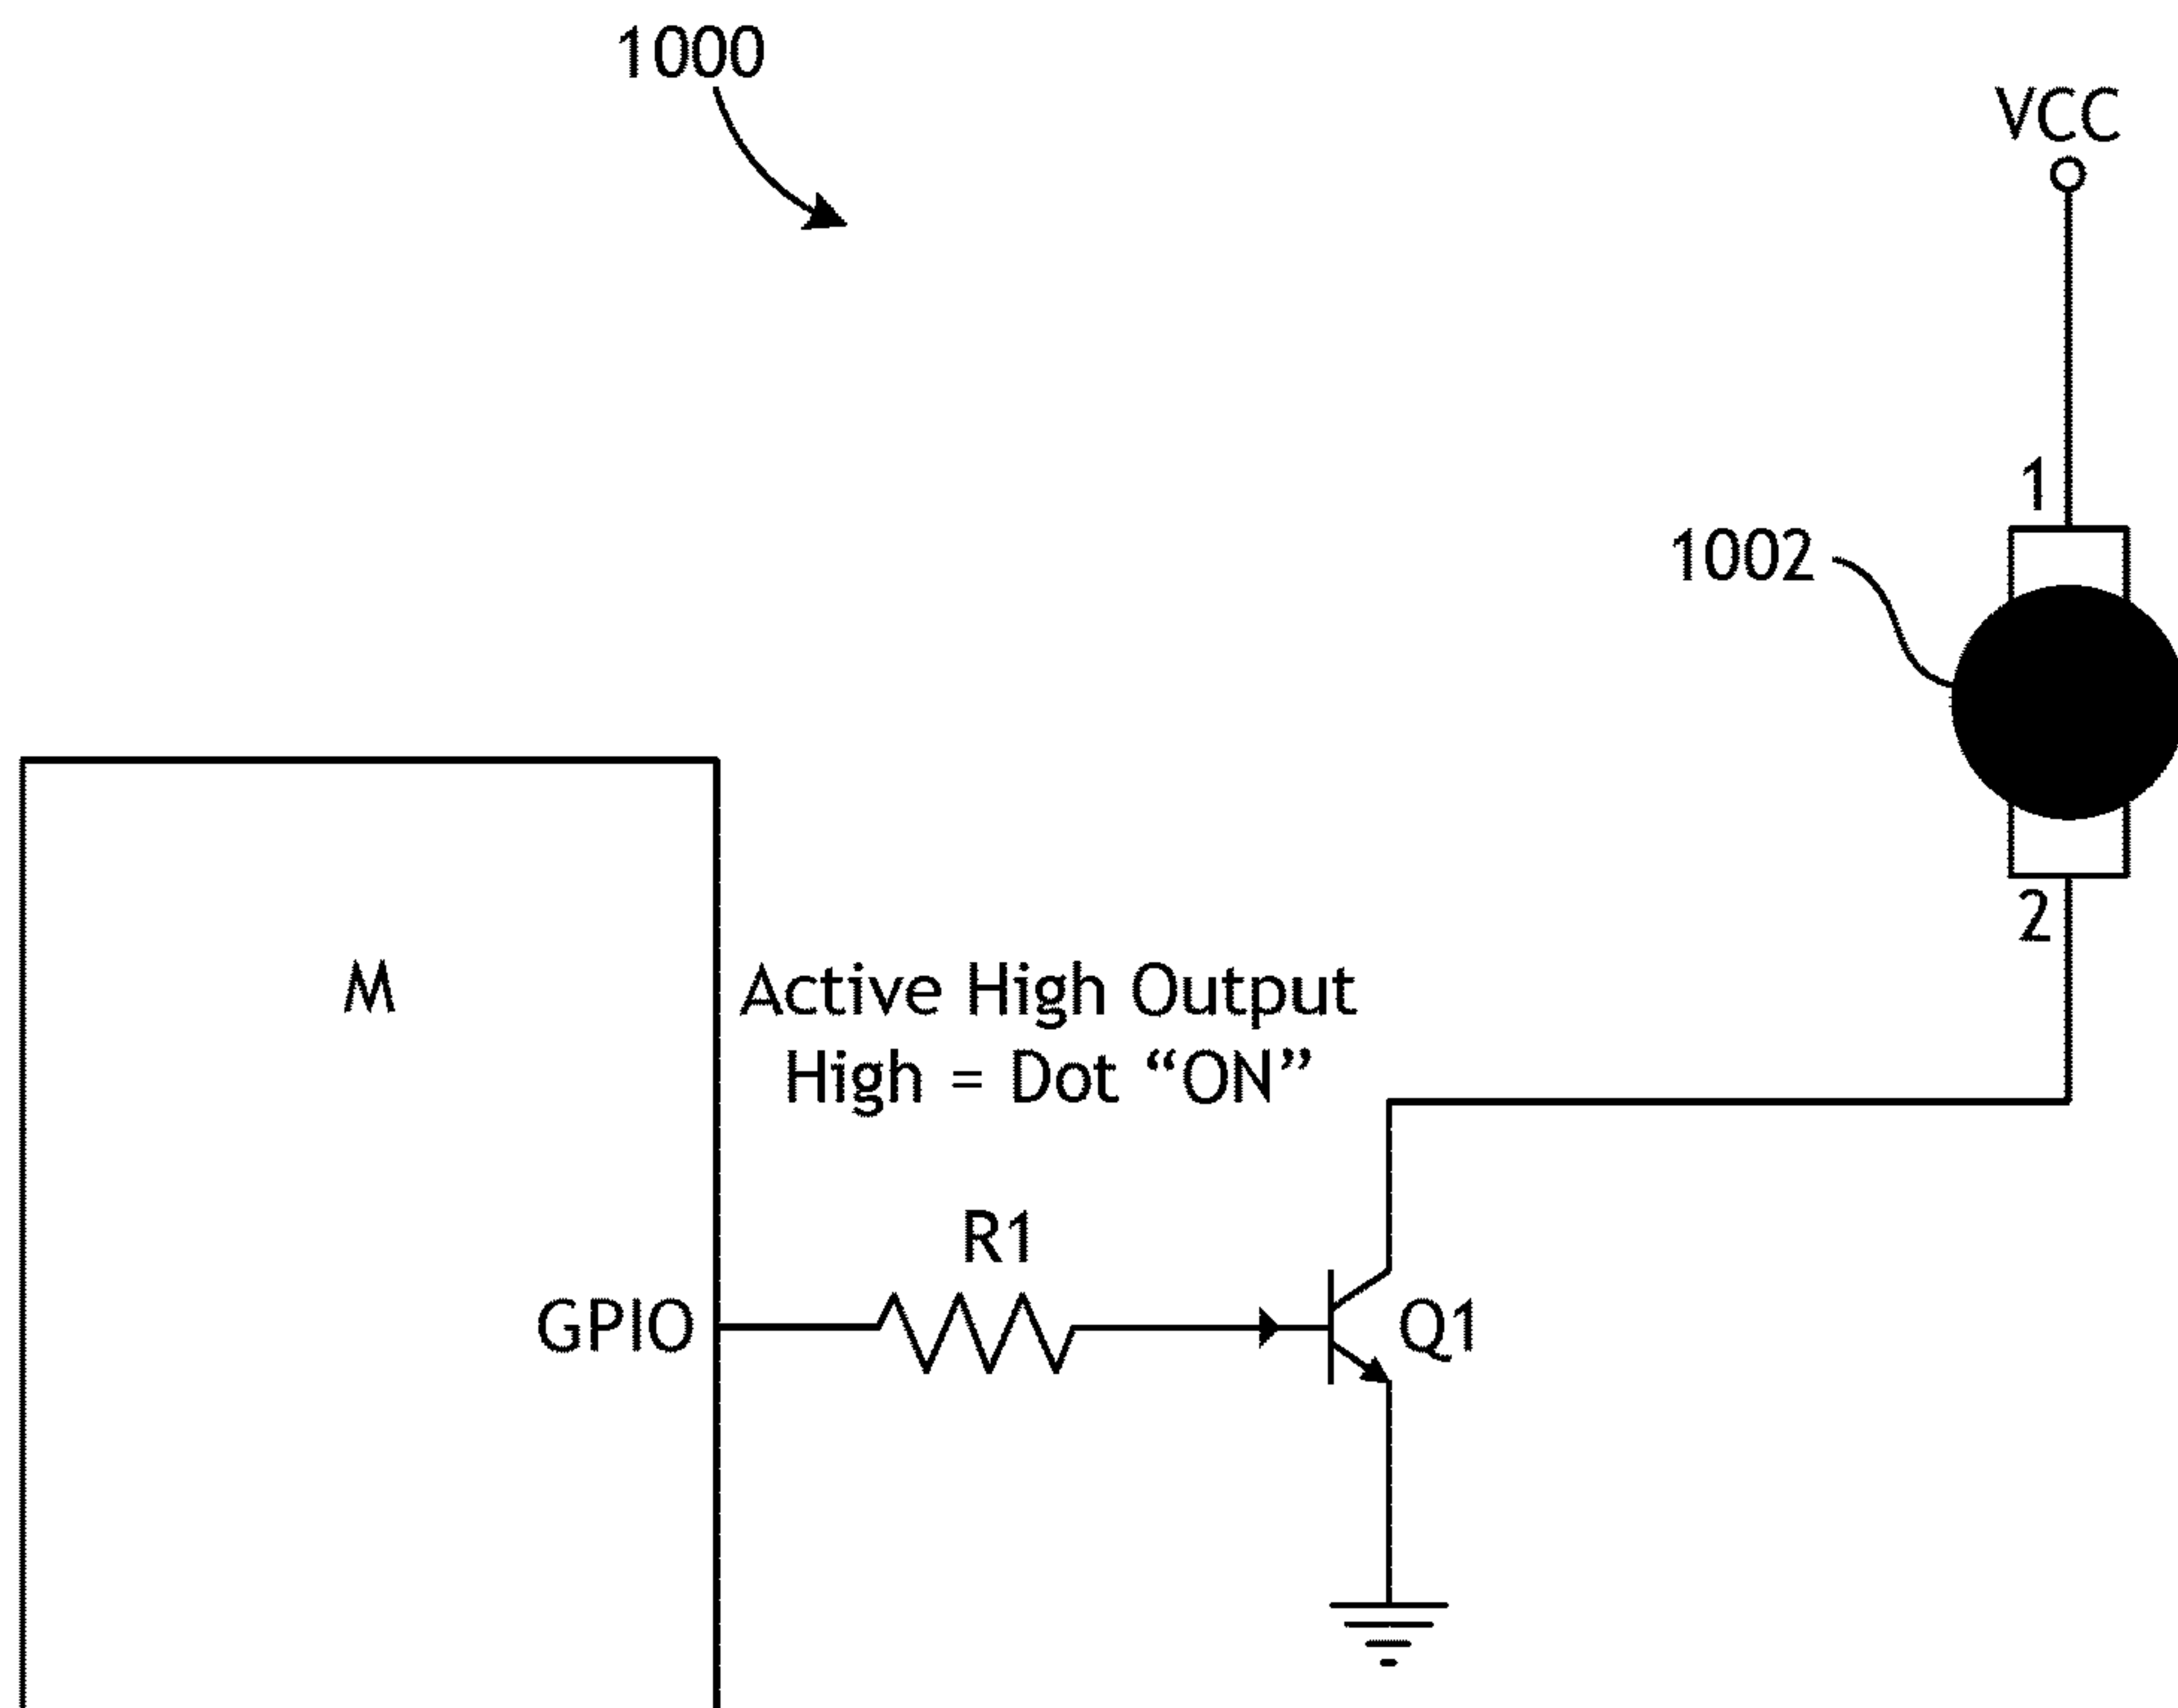 1000
VCC
1
1002
2
M
Active High Output
High = Dot “ON”
R1
GPIO
Q1